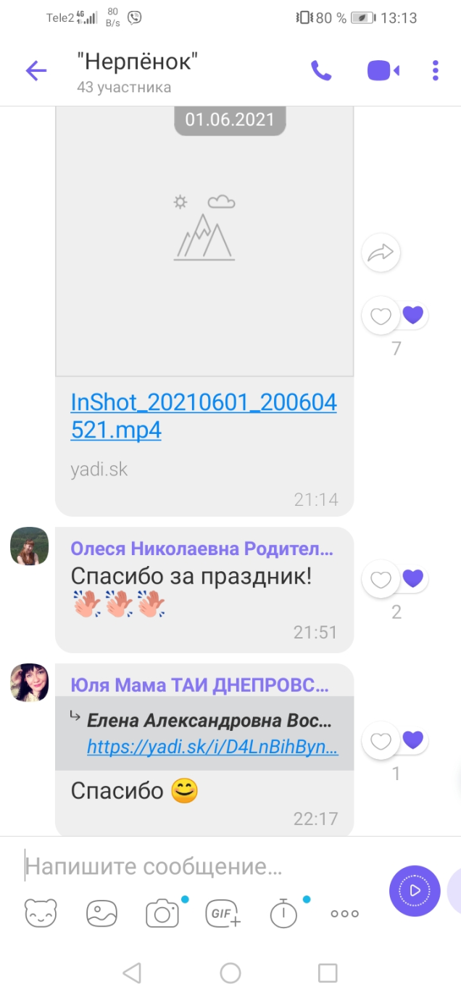 Tele2 4G 80 B/s 80 % 13:13
"Нерпёнок"
43 участника
01.06.2021
7
InShot_20210601_200604
521.mp4
yadi.sk
21:14
Олеся Николаевна Родител...
Спасибо за праздник!
21:51
2
Юля Мама ТАИ ДНЕПРОВС...
Елена Александровна Вос...
https://yadi.sk/i/D4LnBihByn...
Спасибо
22:17
1
Напишите сообщение...
GIF